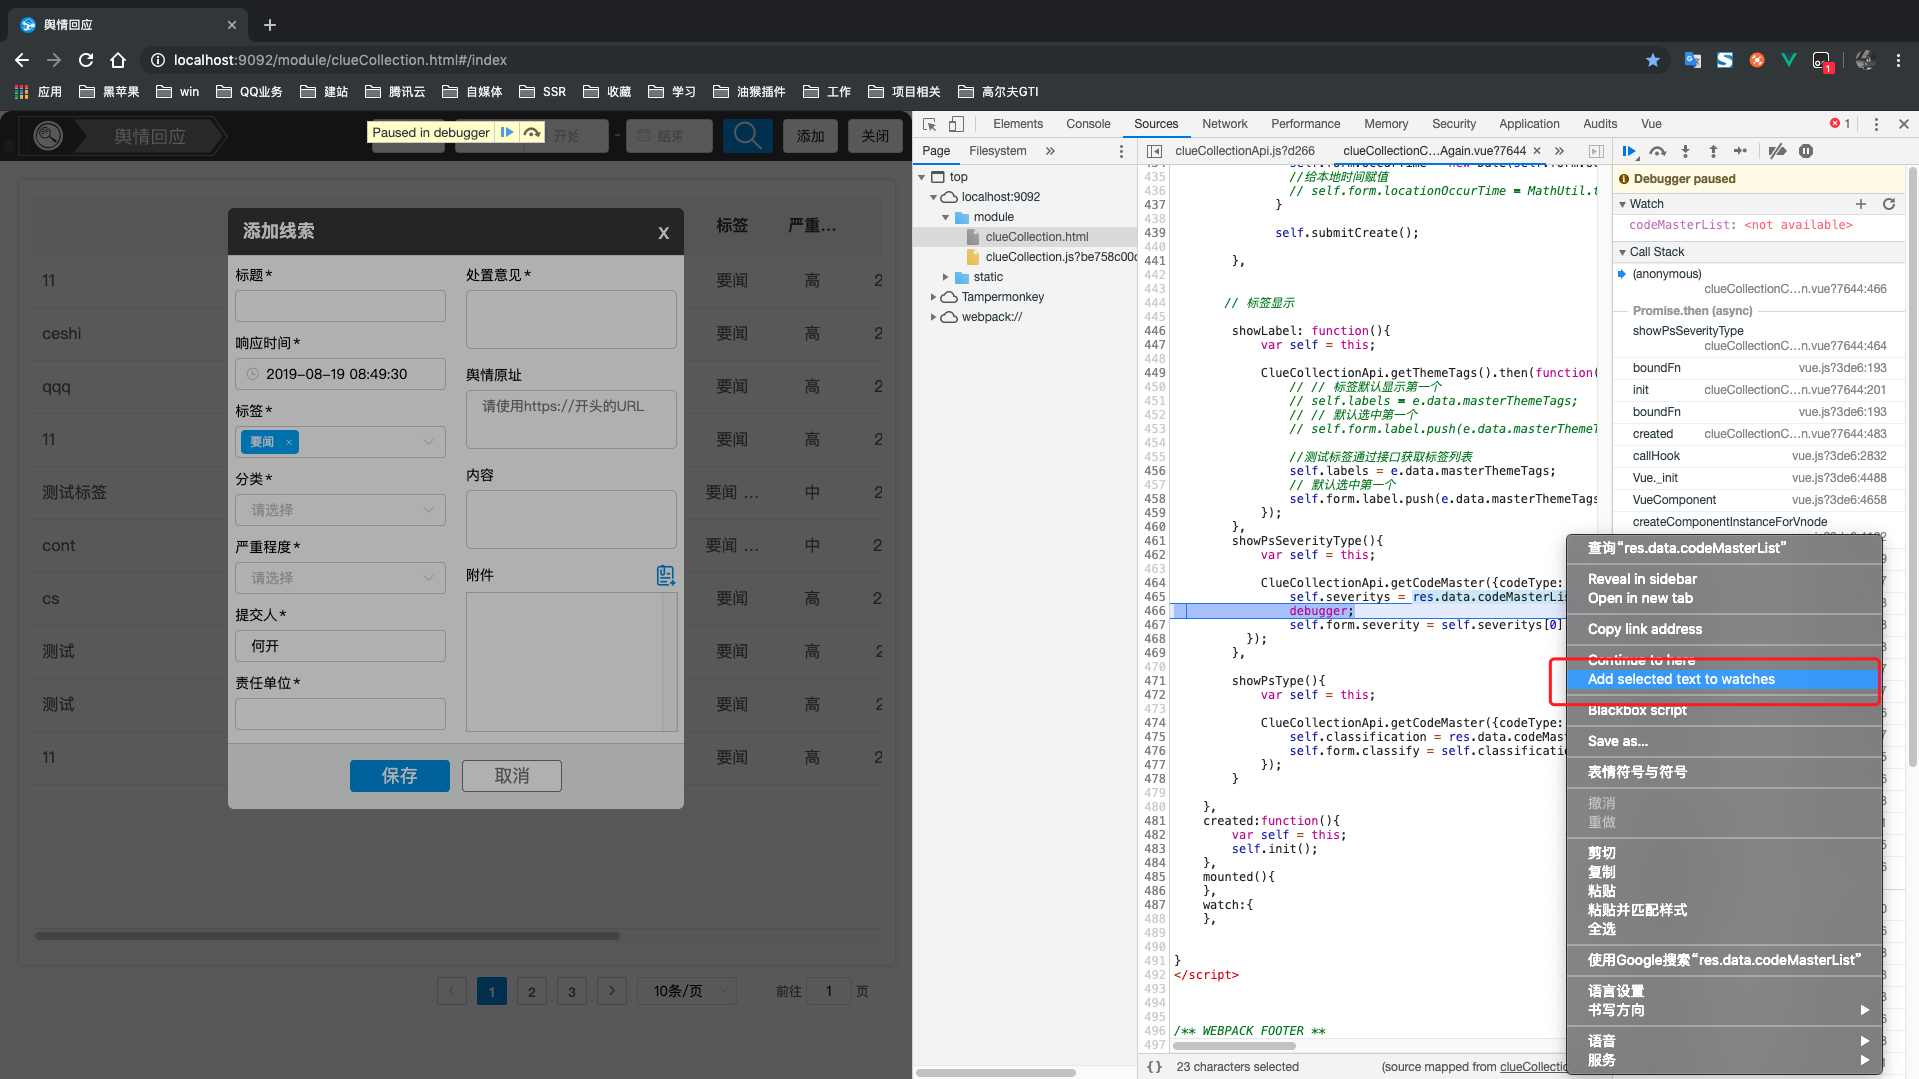 舆情回应
localhost:9092/module/clueCollection.html#/index
1
应用
黑苹果
win
QQ业务
建站
腾讯云
自媒体
SSR
收藏
学习
油猴插件
工作
项目相关
高尔夫GTI
舆情回应
Paused in debugger
开始
-
结束
添加
关闭
标签
严重...
11
要闻
高
2
ceshi
要闻
高
2
qqq
要闻
高
2
11
要闻
高
2
测试标签
要闻 ...
中
2
cont
要闻 ...
中
2
cs
要闻
高
2
测试
要闻
高
2
测试
要闻
高
2
11
要闻
高
2
添加线索
X
标题*
响应时间*
2019-08-19 08:49:30
标签*
要闻 ×
分类*
请选择
严重程度*
请选择
提交人*
何开
责任单位*
处置意见*
舆情原址
请使用https://开头的URL
内容
附件
保存
取消
1
2
3
10条/页
前往
1
页
Elements
Console
Sources
Network
Performance
Memory
Security
Application
Audits
Vue
1
Page
Filesystem
»
top
localhost:9092
module
clueCollection.html
clueCollection.js?be758c00
static
Tampermonkey
webpack://
clueCollectionApi.js?d266
clueCollectionC...Again.vue?7644 ×
»
435 //给本地时间赋值
436 // self.form.locationOccurTime = MathUtil.
437 }
438
439 self.submitCreate();
440
441 },
442
443
444 // 标签显示
445
446 showLabel: function(){
447 var self = this;
448
449 ClueCollectionApi.getThemeTags().then(function(
450 // // 标签默认显示第一个
451 // self.labels = e.data.masterThemeTags;
452 // // 默认选中第一个
453 // self.form.label.push(e.data.masterThemeT
454
455 //测试标签通过接口获取标签列表
456 self.labels = e.data.masterThemeTags;
457 // 默认选中第一个
458 self.form.label.push(e.data.masterThemeTags
459 });
460 },
461 showPsSeverityType(){
462 var self = this;
463
464 ClueCollectionApi.getCodeMaster({codeType:
465 self.severitys = res.data.codeMasterLis
466 debugger;
467 self.form.severity = self.severitys[0]
468 });
469 },
470
471 showPsType(){
472 var self = this;
473
474 ClueCollectionApi.getCodeMaster({codeType:
475 self.classification = res.data.codeMas
476 self.form.classify = self.classificatio
477 });
478 }
479
480 },
481 created:function(){
482 var self = this;
483 self.init();
484 },
485 mounted(){
486 },
487 watch:{
488 },
489
490
491 }
492 </script>
493
494
495
496 /** WEBPACK FOOTER **
497
{ } 23 characters selected
(source mapped from clueCollectio
Debugger paused
Watch
codeMasterList: <not available>
Call Stack
(anonymous)
clueCollectionC...n.vue?7644:466
Promise.then (async)
showPsSeverityType
clueCollectionC...n.vue?7644:464
boundFn
vue.js?3de6:193
init
clueCollectionC...n.vue?7644:201
boundFn
vue.js?3de6:193
created
clueCollectionC...n.vue?7644:483
callHook
vue.js?3de6:2832
Vue._init
vue.js?3de6:4488
VueComponent
vue.js?3de6:4658
createComponentInstanceForVnode
查询“res.data.codeMasterList”
Reveal in sidebar
Open in new tab
Copy link address
Continue to here
Add selected text to watches
Blackbox script
Save as...
表情符号与符号
撤消
重做
剪切
复制
粘贴
粘贴并匹配样式
全选
使用Google搜索“res.data.codeMasterList”
语言设置
书写方向
语音
服务